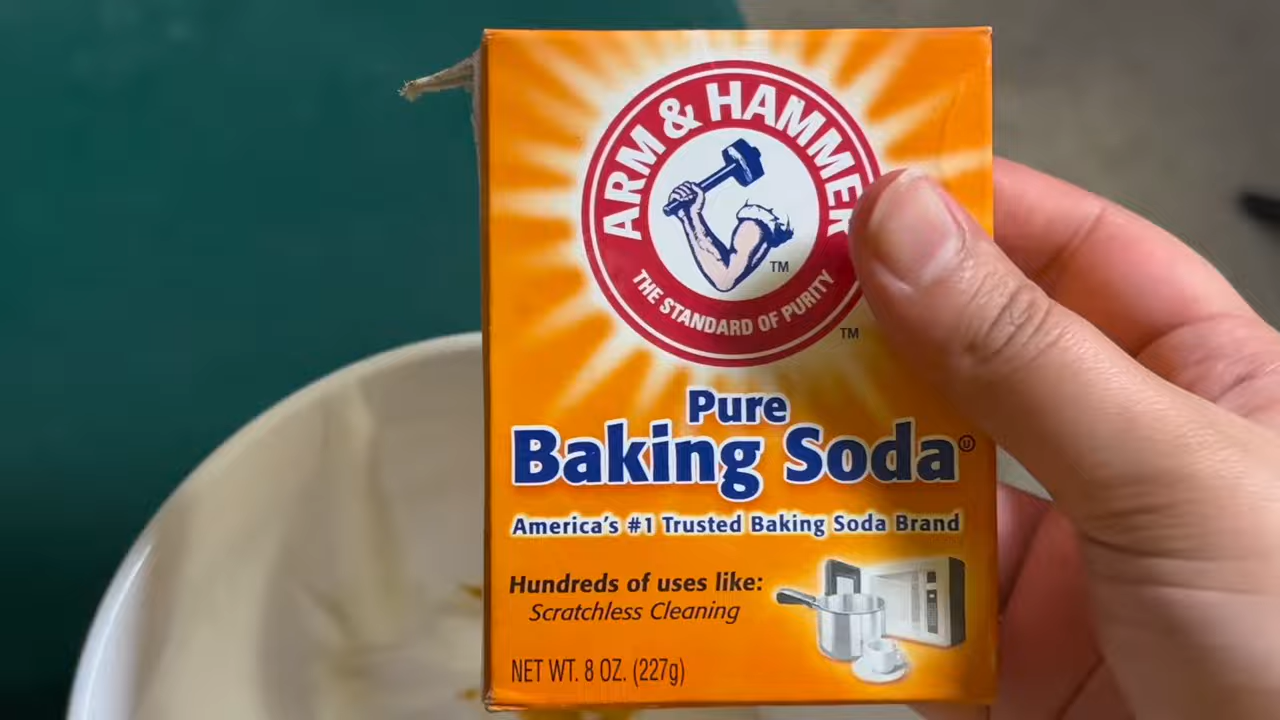 ARM & HAMMER
THE STANDARD OF PURITY
TM
TM
Pure
Baking Soda
America's #1 Trusted Baking Soda Brand
Hundreds of uses like:
Scratchless Cleaning
NET WT. 8 OZ. (227g)